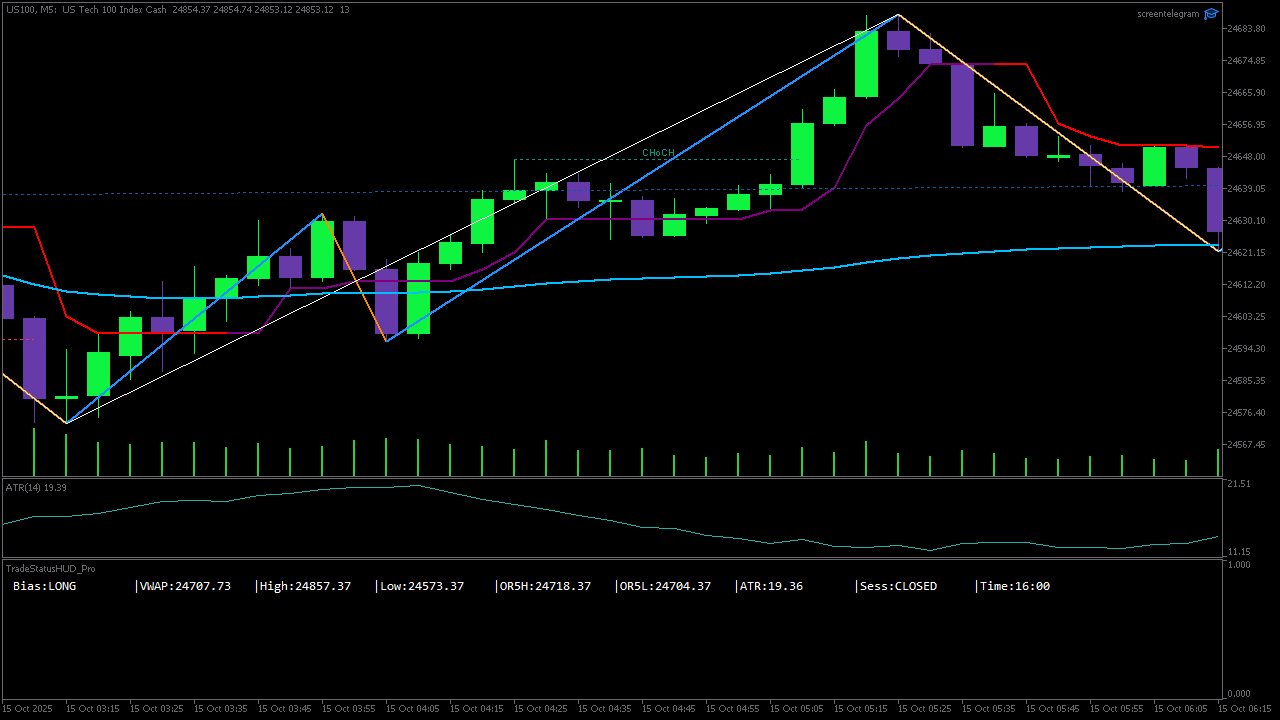 US100, M5: US Tech 100 Index Cash 24854.37 24854.74 24853.12 24853.12 13
screentelegram
24683.80
24674.85
24665.90
24656.95
CHoCH
24648.00
24639.05
24630.10
24621.15
24612.20
24603.25
24594.30
24585.35
24576.40
24567.45
ATR(14) 19.39
21.51
11.15
TradeStatusHUD_Pro
1.000
Bias:LONG |VWAP:24707.73 |High:24857.37 |Low:24573.37 |OR5H:24718.37 |OR5L:24704.37 |ATR:19.36 |Sess:CLOSED |Time:16:00
0.000
15 Oct 2025 15 Oct 03:15 15 Oct 03:25 15 Oct 03:35 15 Oct 03:45 15 Oct 03:55 15 Oct 04:05 15 Oct 04:15 15 Oct 04:25 15 Oct 04:35 15 Oct 04:45 15 Oct 04:55 15 Oct 05:05 15 Oct 05:15 15 Oct 05:25 15 Oct 05:35 15 Oct 05:45 15 Oct 05:55 15 Oct 06:05 15 Oct 06:15